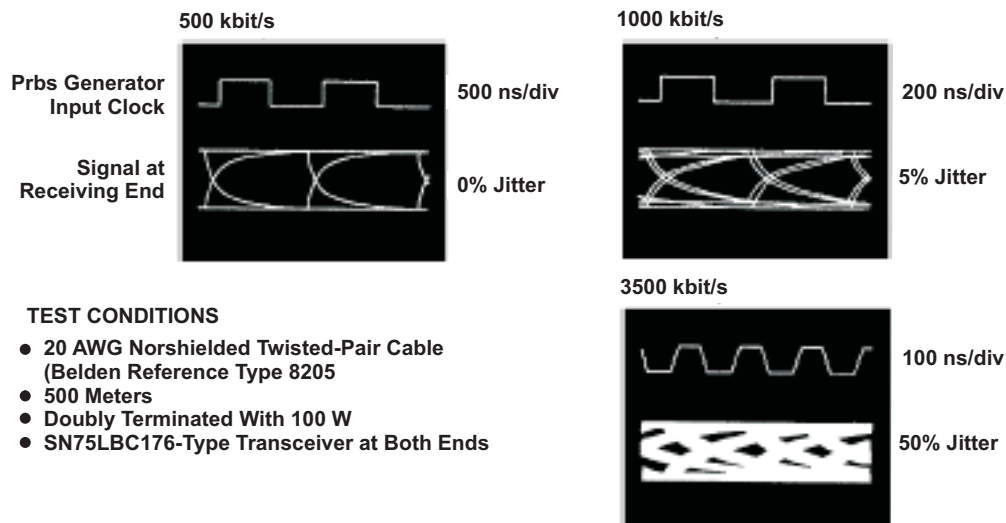 500 kbit/s
Prbs Generator
Input Clock
500 ns/div
Signal at
Receiving End
0% Jitter
1000 kbit/s
200 ns/div
5% Jitter
3500 kbit/s
100 ns/div
50% Jitter
TEST CONDITIONS
● 20 AWG Norshielded Twisted-Pair Cable
(Belden Reference Type 8205
● 500 Meters
● Doubly Terminated With 100 W
● SN75LBC176-Type Transceiver at Both Ends